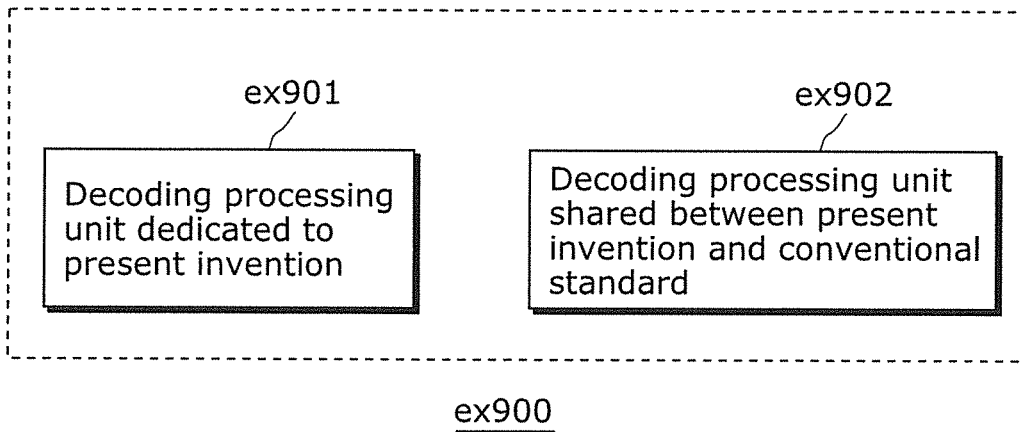 ex901
ex902
Decoding processing
unit dedicated to
present invention
Decoding processing unit
shared between present
invention and conventional
standard
ex900